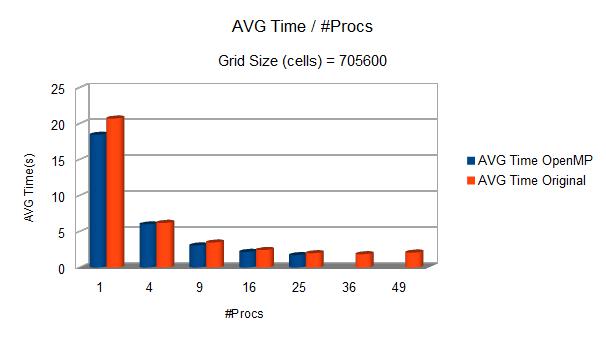 AVG Time / #Procs
Grid Size (cells) = 705600
25
20
15
10
5
0
AVG Time(s)
1 4 9 16 25 36 49
#Procs
AVG Time OpenMP
AVG Time Original